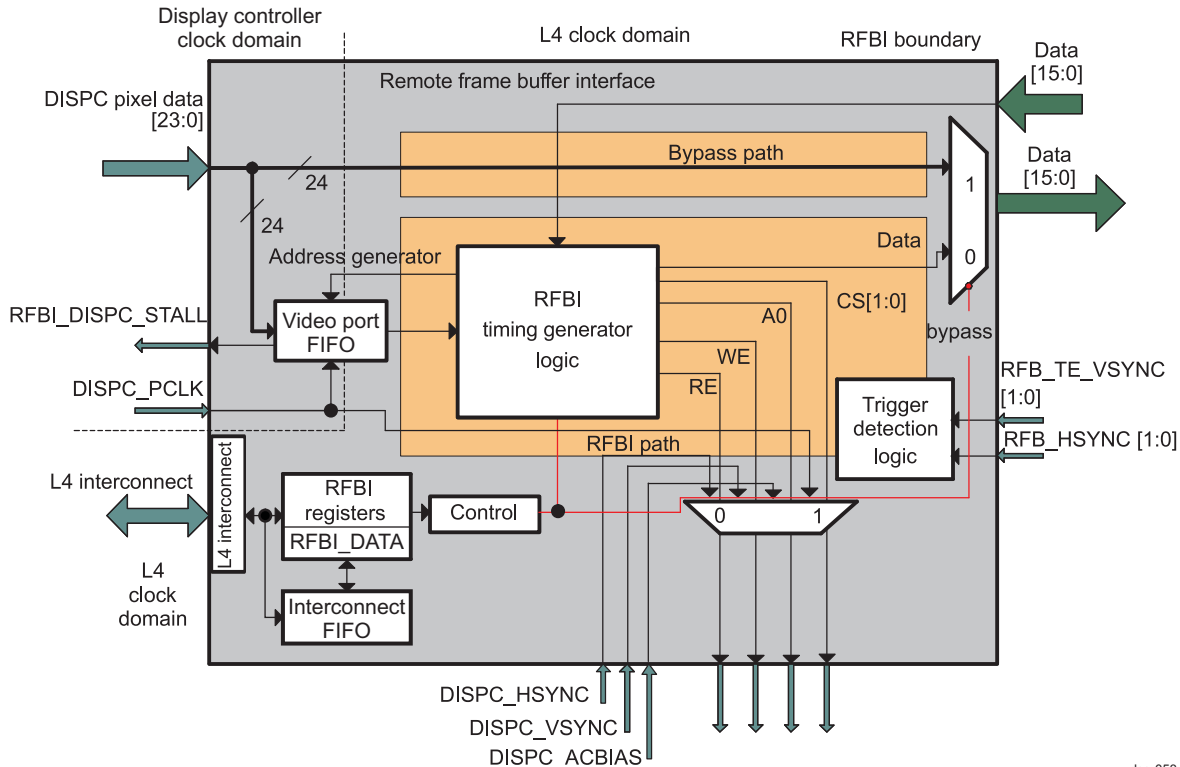 Display controller
clock domain
L4 clock domain
RFBI boundary
Data
[15:0]
Remote frame buffer interface
DISPC pixel data
[23:0]
Bypass path
24
24
1
0
Data
[15:0]
Data
Address generator
RFBI
timing generator
logic
CS[1:0]
A0
WE
RE
bypass
RFBI_DISPC_STALL
Video port
FIFO
DISPC_PCLK
RFB_TE_VSYNC
[1:0]
RFB_HSYNC [1:0]
Trigger
detection
logic
RFBI path
L4 interconnect
L4 interconnect
RFBI
registers
RFBI_DATA
Control
0
1
L4
clock
domain
Interconnect
FIFO
DISPC_HSYNC
DISPC_VSYNC
DISPC_ACBIAS